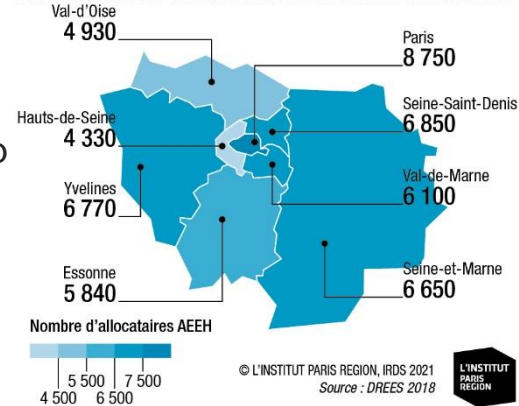 Val-d'Oise
4 930
Paris
8 750
Hauts-de-Seine
4 330
Seine-Saint-Denis
6 850
Yvelines
6 770
Val-de-Marne
6 100
Essonne
5 840
Seine-et-Marne
6 650
Nombre d'allocataires AEEH
5 500 7 500
4 500 6 500
© L'INSTITUT PARIS REGION, IRDS 2021
Source : DREES 2018
L'INSTITUT
PARIS
REGION